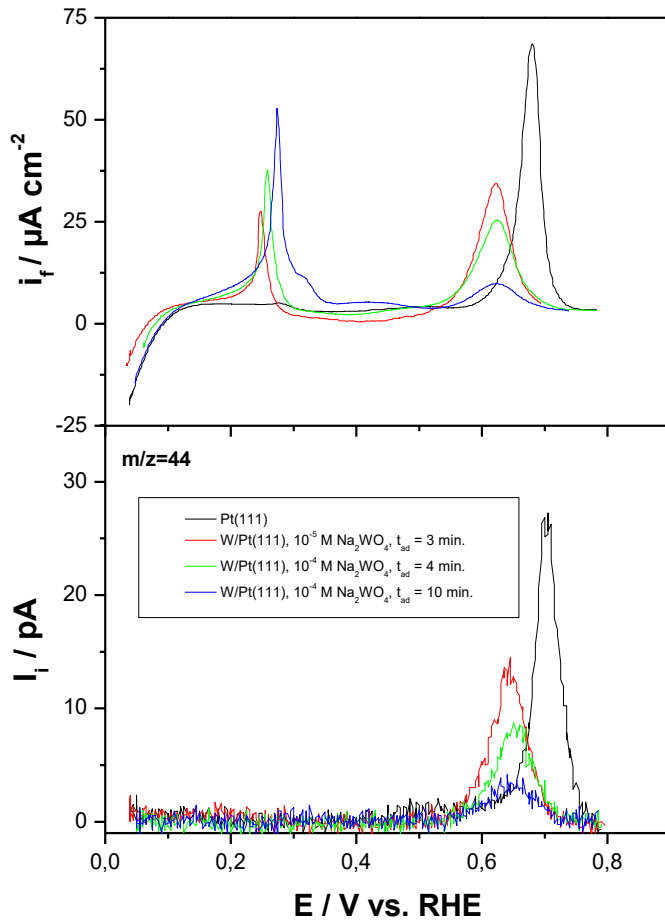 75
50
25
0
-25
i_f / µA cm⁻²
m/z=44
Pt(111)
W/Pt(111), 10⁻⁵ M Na₂WO₄, t_ad = 3 min.
W/Pt(111), 10⁻⁴ M Na₂WO₄, t_ad = 4 min.
W/Pt(111), 10⁻⁴ M Na₂WO₄, t_ad = 10 min.
30
20
10
0
I_i / pA
0,0 0,2 0,4 0,6 0,8
E / V vs. RHE